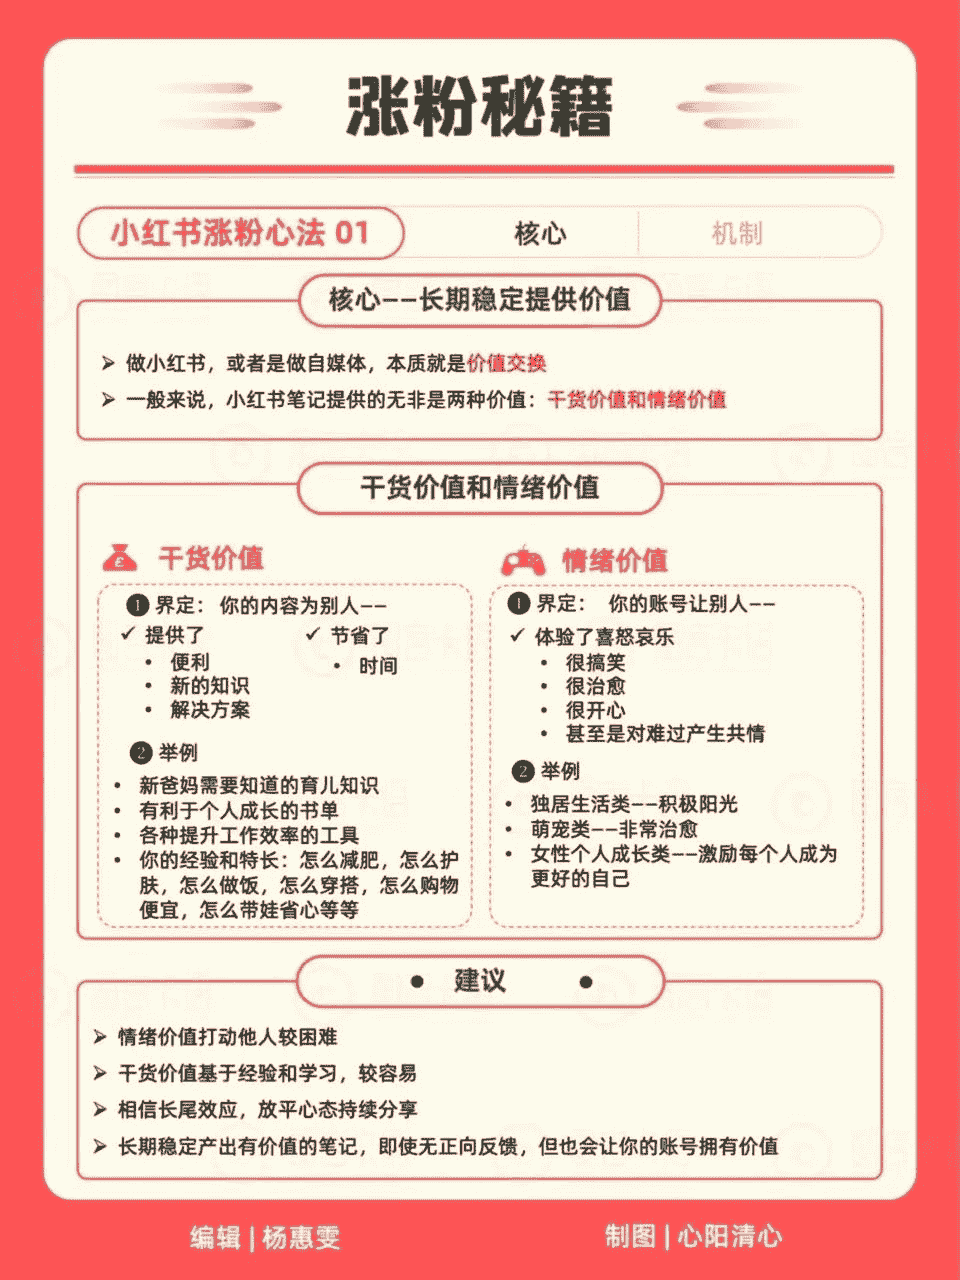 涨粉秘籍
小红书涨粉心法 01
核心
机制
核心——长期稳定提供价值
➢ 做小红书，或者是做自媒体，本质就是价值交换
➢ 一般来说，小红书笔记提供的无非是两种价值：干货价值和情绪价值
干货价值和情绪价值
干货价值
❶ 界定： 你的内容为别人——
✓ 提供了
• 便利
• 新的知识
• 解决方案
✓ 节省了
• 时间
❷ 举例
• 新爸妈需要知道的育儿知识
• 有利于个人成长的书单
• 各种提升工作效率的工具
• 你的经验和特长：怎么减肥，怎么护
肤，怎么做饭，怎么穿搭，怎么购物
便宜，怎么带娃省心等等
情绪价值
❶ 界定： 你的账号让别人——
✓ 体验了喜怒哀乐
• 很搞笑
• 很治愈
• 很开心
• 甚至是对难过产生共情
❷ 举例
• 独居生活类——积极阳光
• 萌宠类——非常治愈
• 女性个人成长类——激励每个人成为
更好的自己
• 建议 •
➢ 情绪价值打动他人较困难
➢ 干货价值基于经验和学习，较容易
➢ 相信长尾效应，放平心态持续分享
➢ 长期稳定产出有价值的笔记，即使无正向反馈，但也会让你的账号拥有价值
编辑 | 杨惠雯
制图 | 心阳清心